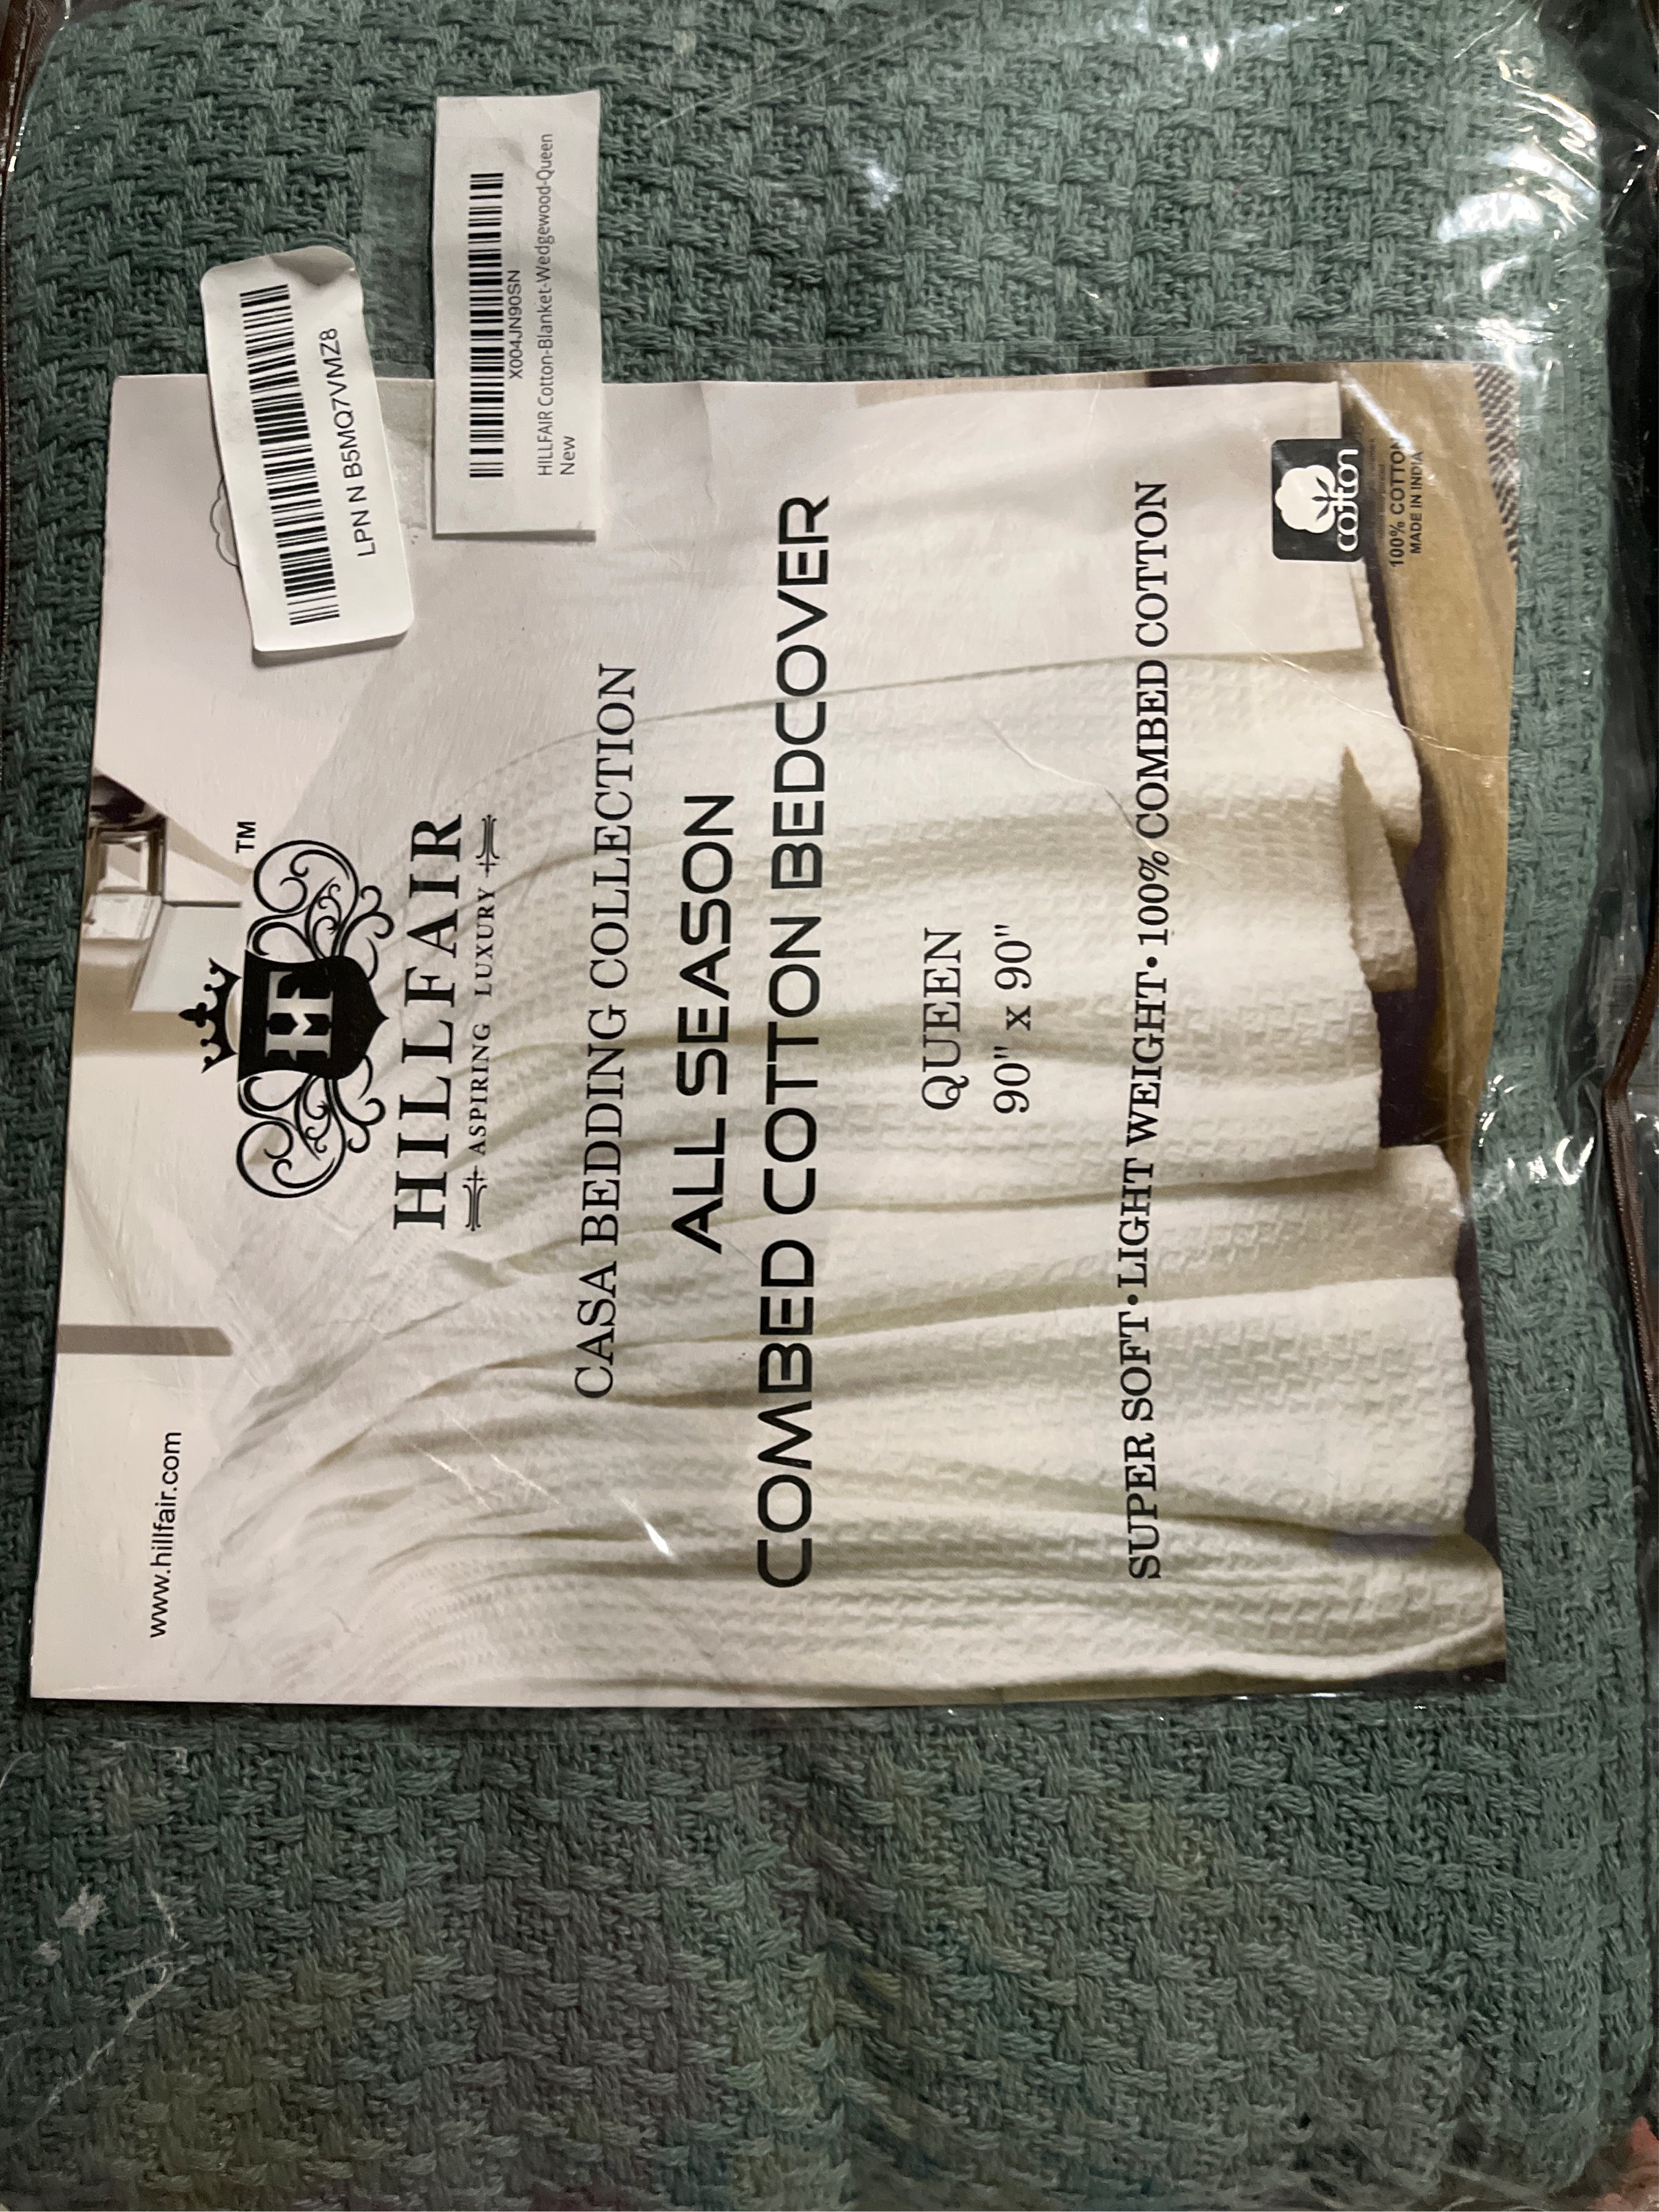 LPN N B5MQ7VMZ8
X004JN90SN
HILLFAIR Cotton-Blanket-Wedgewood-Queen
New
www.hillfair.com
TM
HF
HILLFAIR
ASPIRING LUXURY
CASA BEDDING COLLECTION
ALL SEASON
COMBED COTTON BEDCOVER
QUEEN
90" x 90"
SUPER SOFT • LIGHT WEIGHT • 100% COMBED COTTON
cotton
100% COTTON
MADE IN INDIA